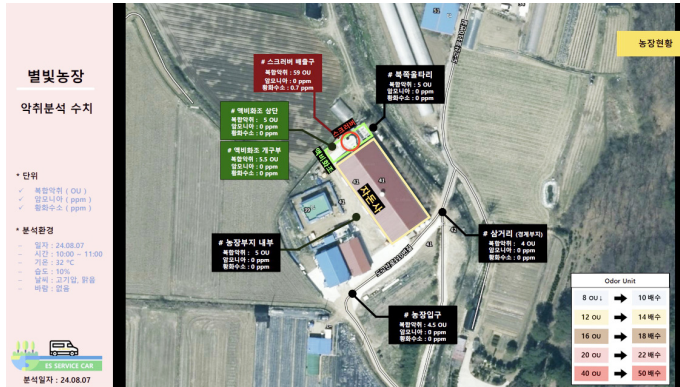 별빛농장
악취분석 수치
* 단위
✓ 복합악취 ( OU )
✓ 암모니아 ( ppm )
✓ 황화수소 ( ppm )
* 분석환경
- 일자 : 24.08.07
- 시간 : 10:00 ~ 11:00
- 기온 : 32 ℃
- 습도 : 10%
- 날씨 : 고기압, 맑음
- 바람 : 없음
ES SERVICE CAR
분석일자 : 24.08.07
농장현황
# 스크러버 배출구
복합악취 : 59 OU
암모니아 : 0 ppm
황화수소 : 0.7 ppm
# 북쪽울타리
복합악취 : 5 OU
암모니아 : 0 ppm
황화수소 : 0 ppm
# 액비화조 상단
복합악취 : 5 OU
암모니아 : 0 ppm
황화수소 : 0 ppm
# 액비화조 개구부
복합악취 : 5.5 OU
암모니아 : 0 ppm
황화수소 : 0 ppm
스크러버
액비화조
자돈사
41
41
41
39
41
41
42
52
# 농장부지 내부
복합악취 : 5 OU
암모니아 : 0 ppm
황화수소 : 0 ppm
# 삼거리 (경계부지)
복합악취 : 4 OU
암모니아 : 0 ppm
황화수소 : 0 ppm
# 농장입구
복합악취 : 4.5 OU
암모니아 : 0 ppm
황화수소 : 0 ppm
Odor Unit
8 OU ↓ ➡ 10 배수
12 OU ➡ 14 배수
16 OU ➡ 18 배수
20 OU ➡ 22 배수
40 OU ➡ 50 배수